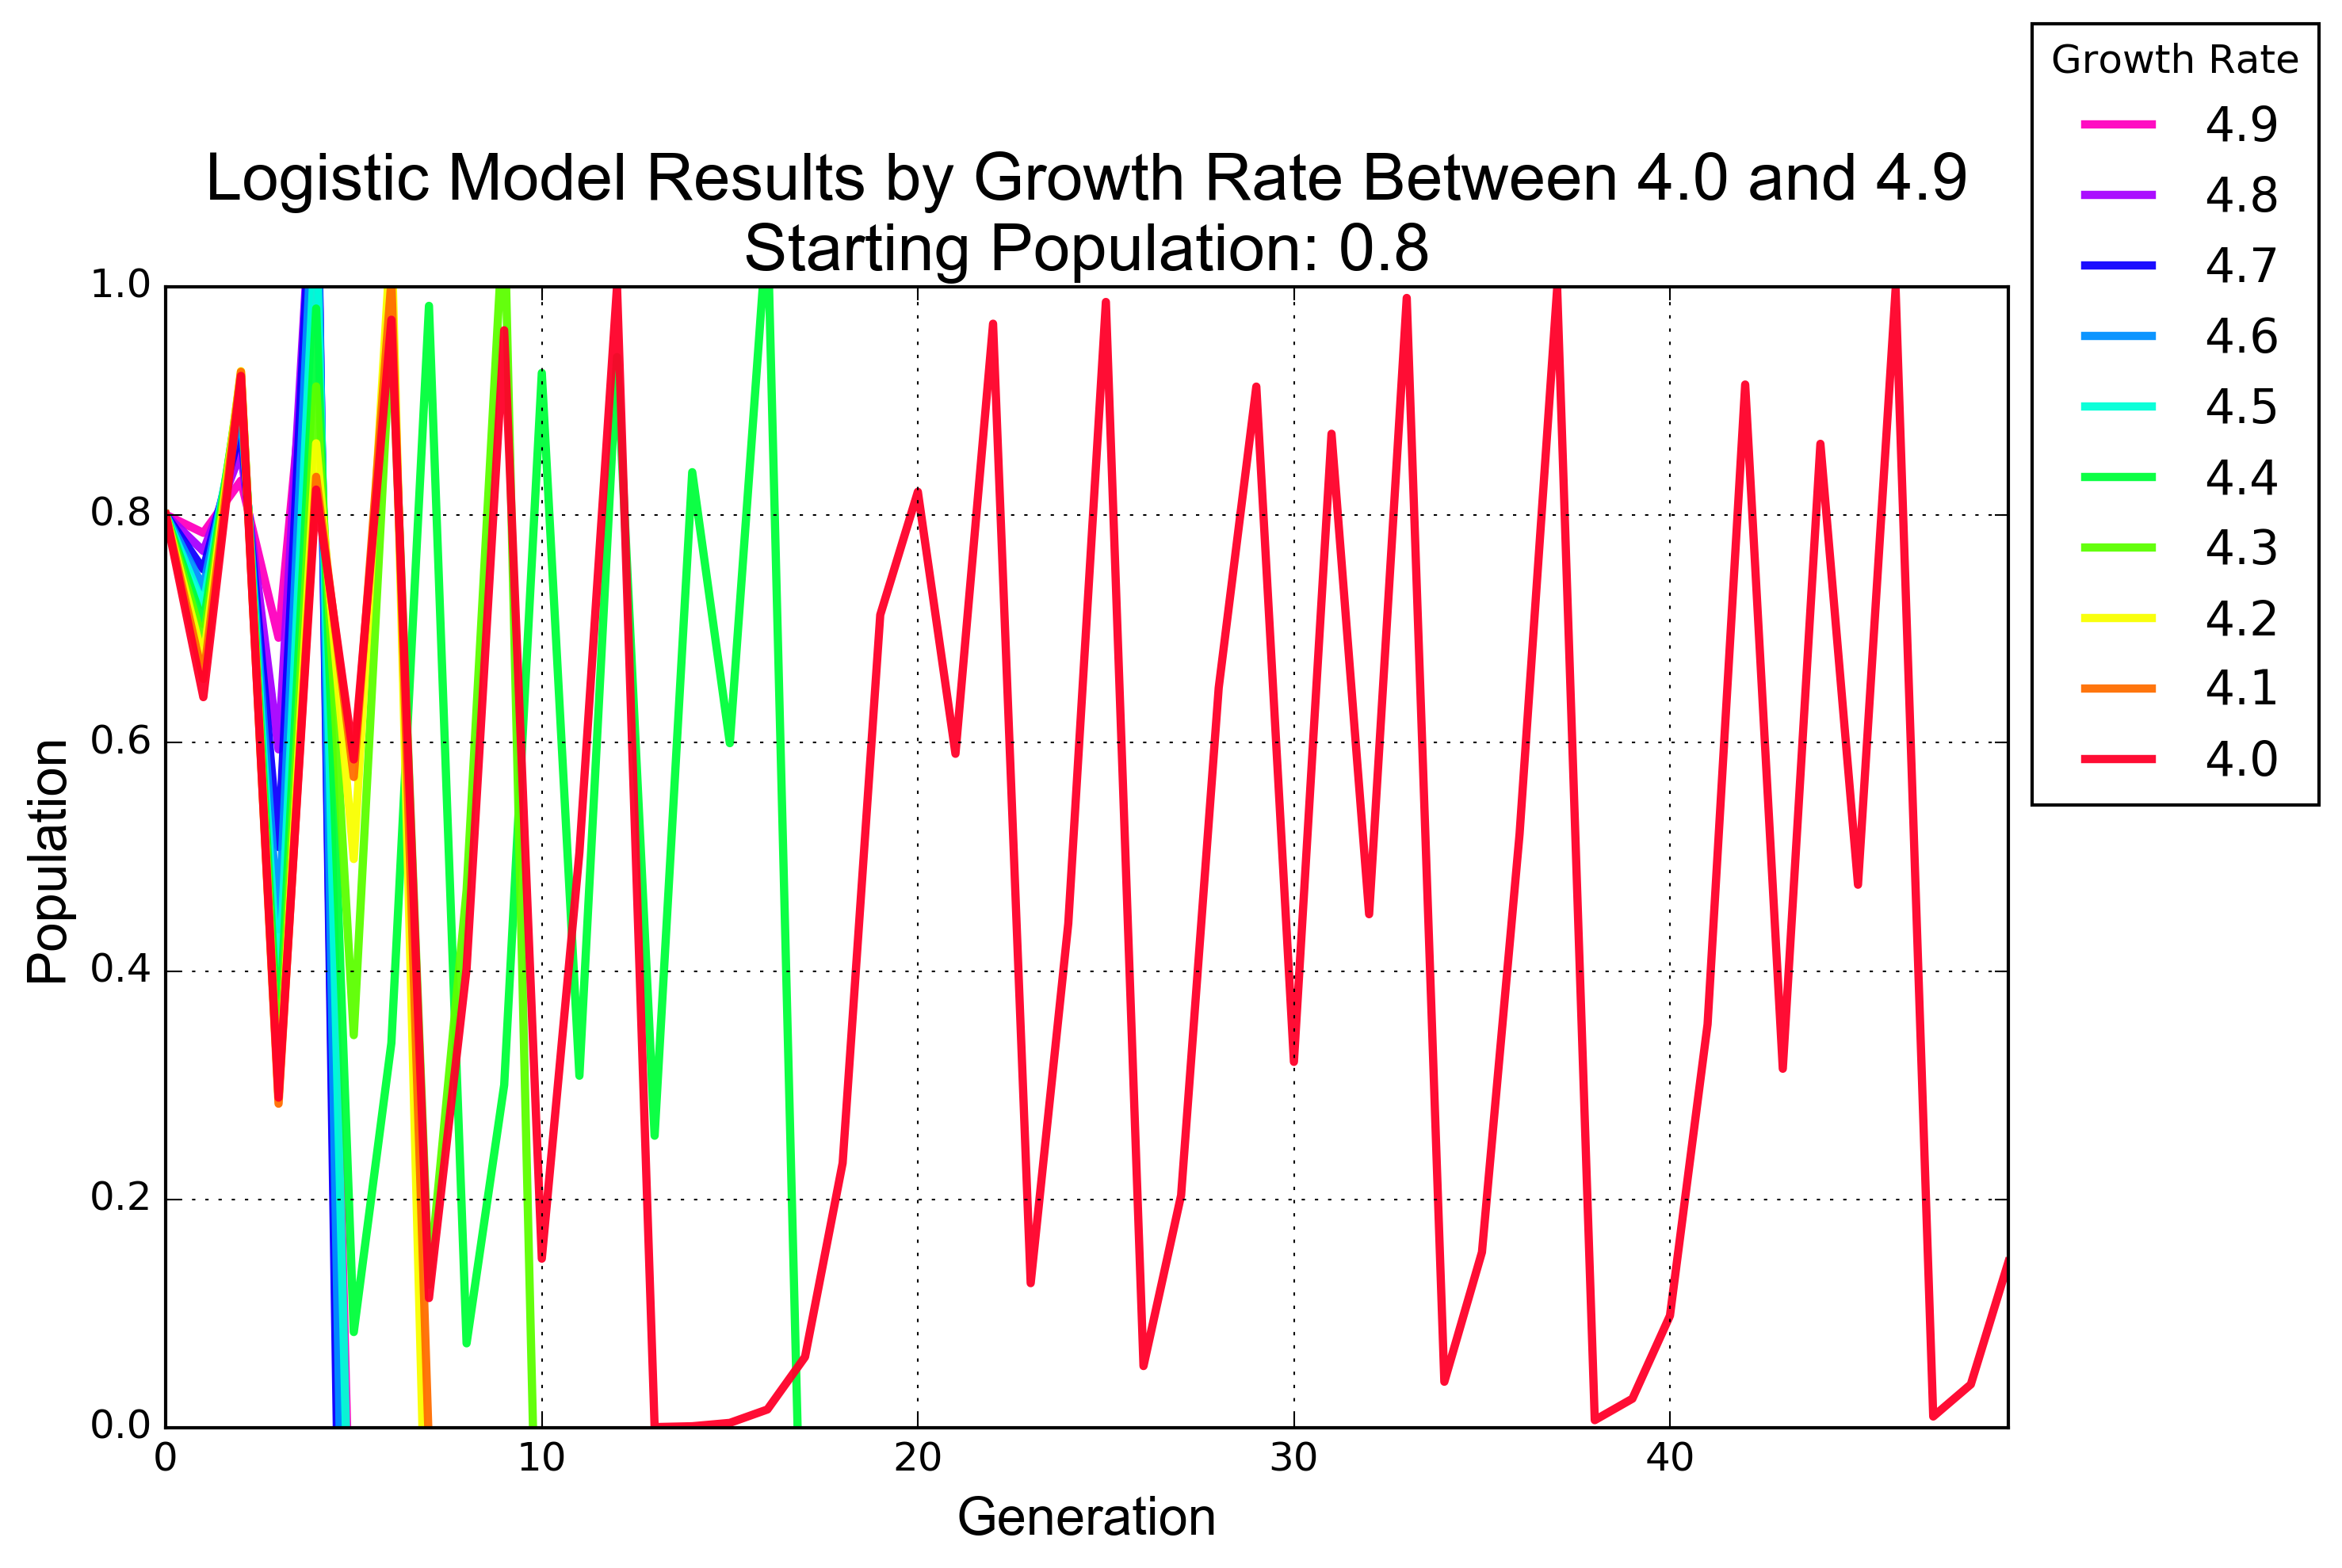 Logistic Model Results by Growth Rate Between 4.0 and 4.9
Starting Population: 0.8
Growth Rate
4.9
4.8
4.7
4.6
4.5
4.4
4.3
4.2
4.1
4.0
Population
1.0
0.8
0.6
0.4
0.2
0.0
0 10 20 30 40
Generation